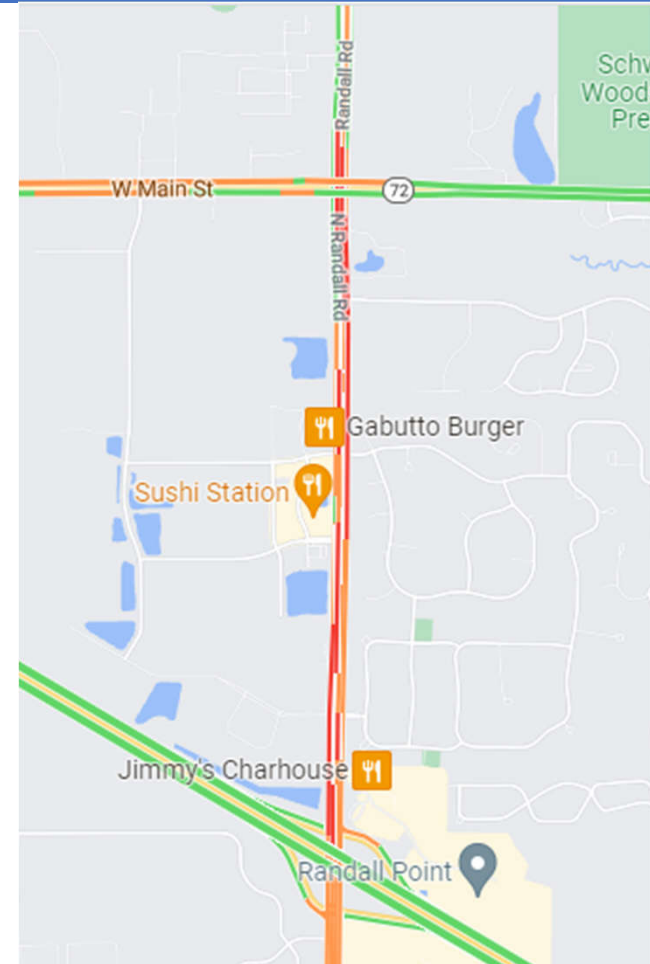 Randall Rd
Schw
Wood
Pre
W Main St
72
N Randall Rd
Gabutto Burger
Sushi Station
Jimmy's Charhouse
Randall Point